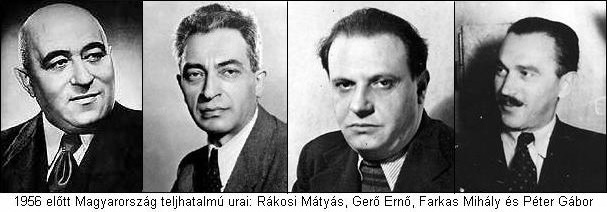 1956 előtt Magyarország teljhatalmú urai: Rákosi Mátyás, Gerő Ernő, Farkas Mihály és Péter Gábor